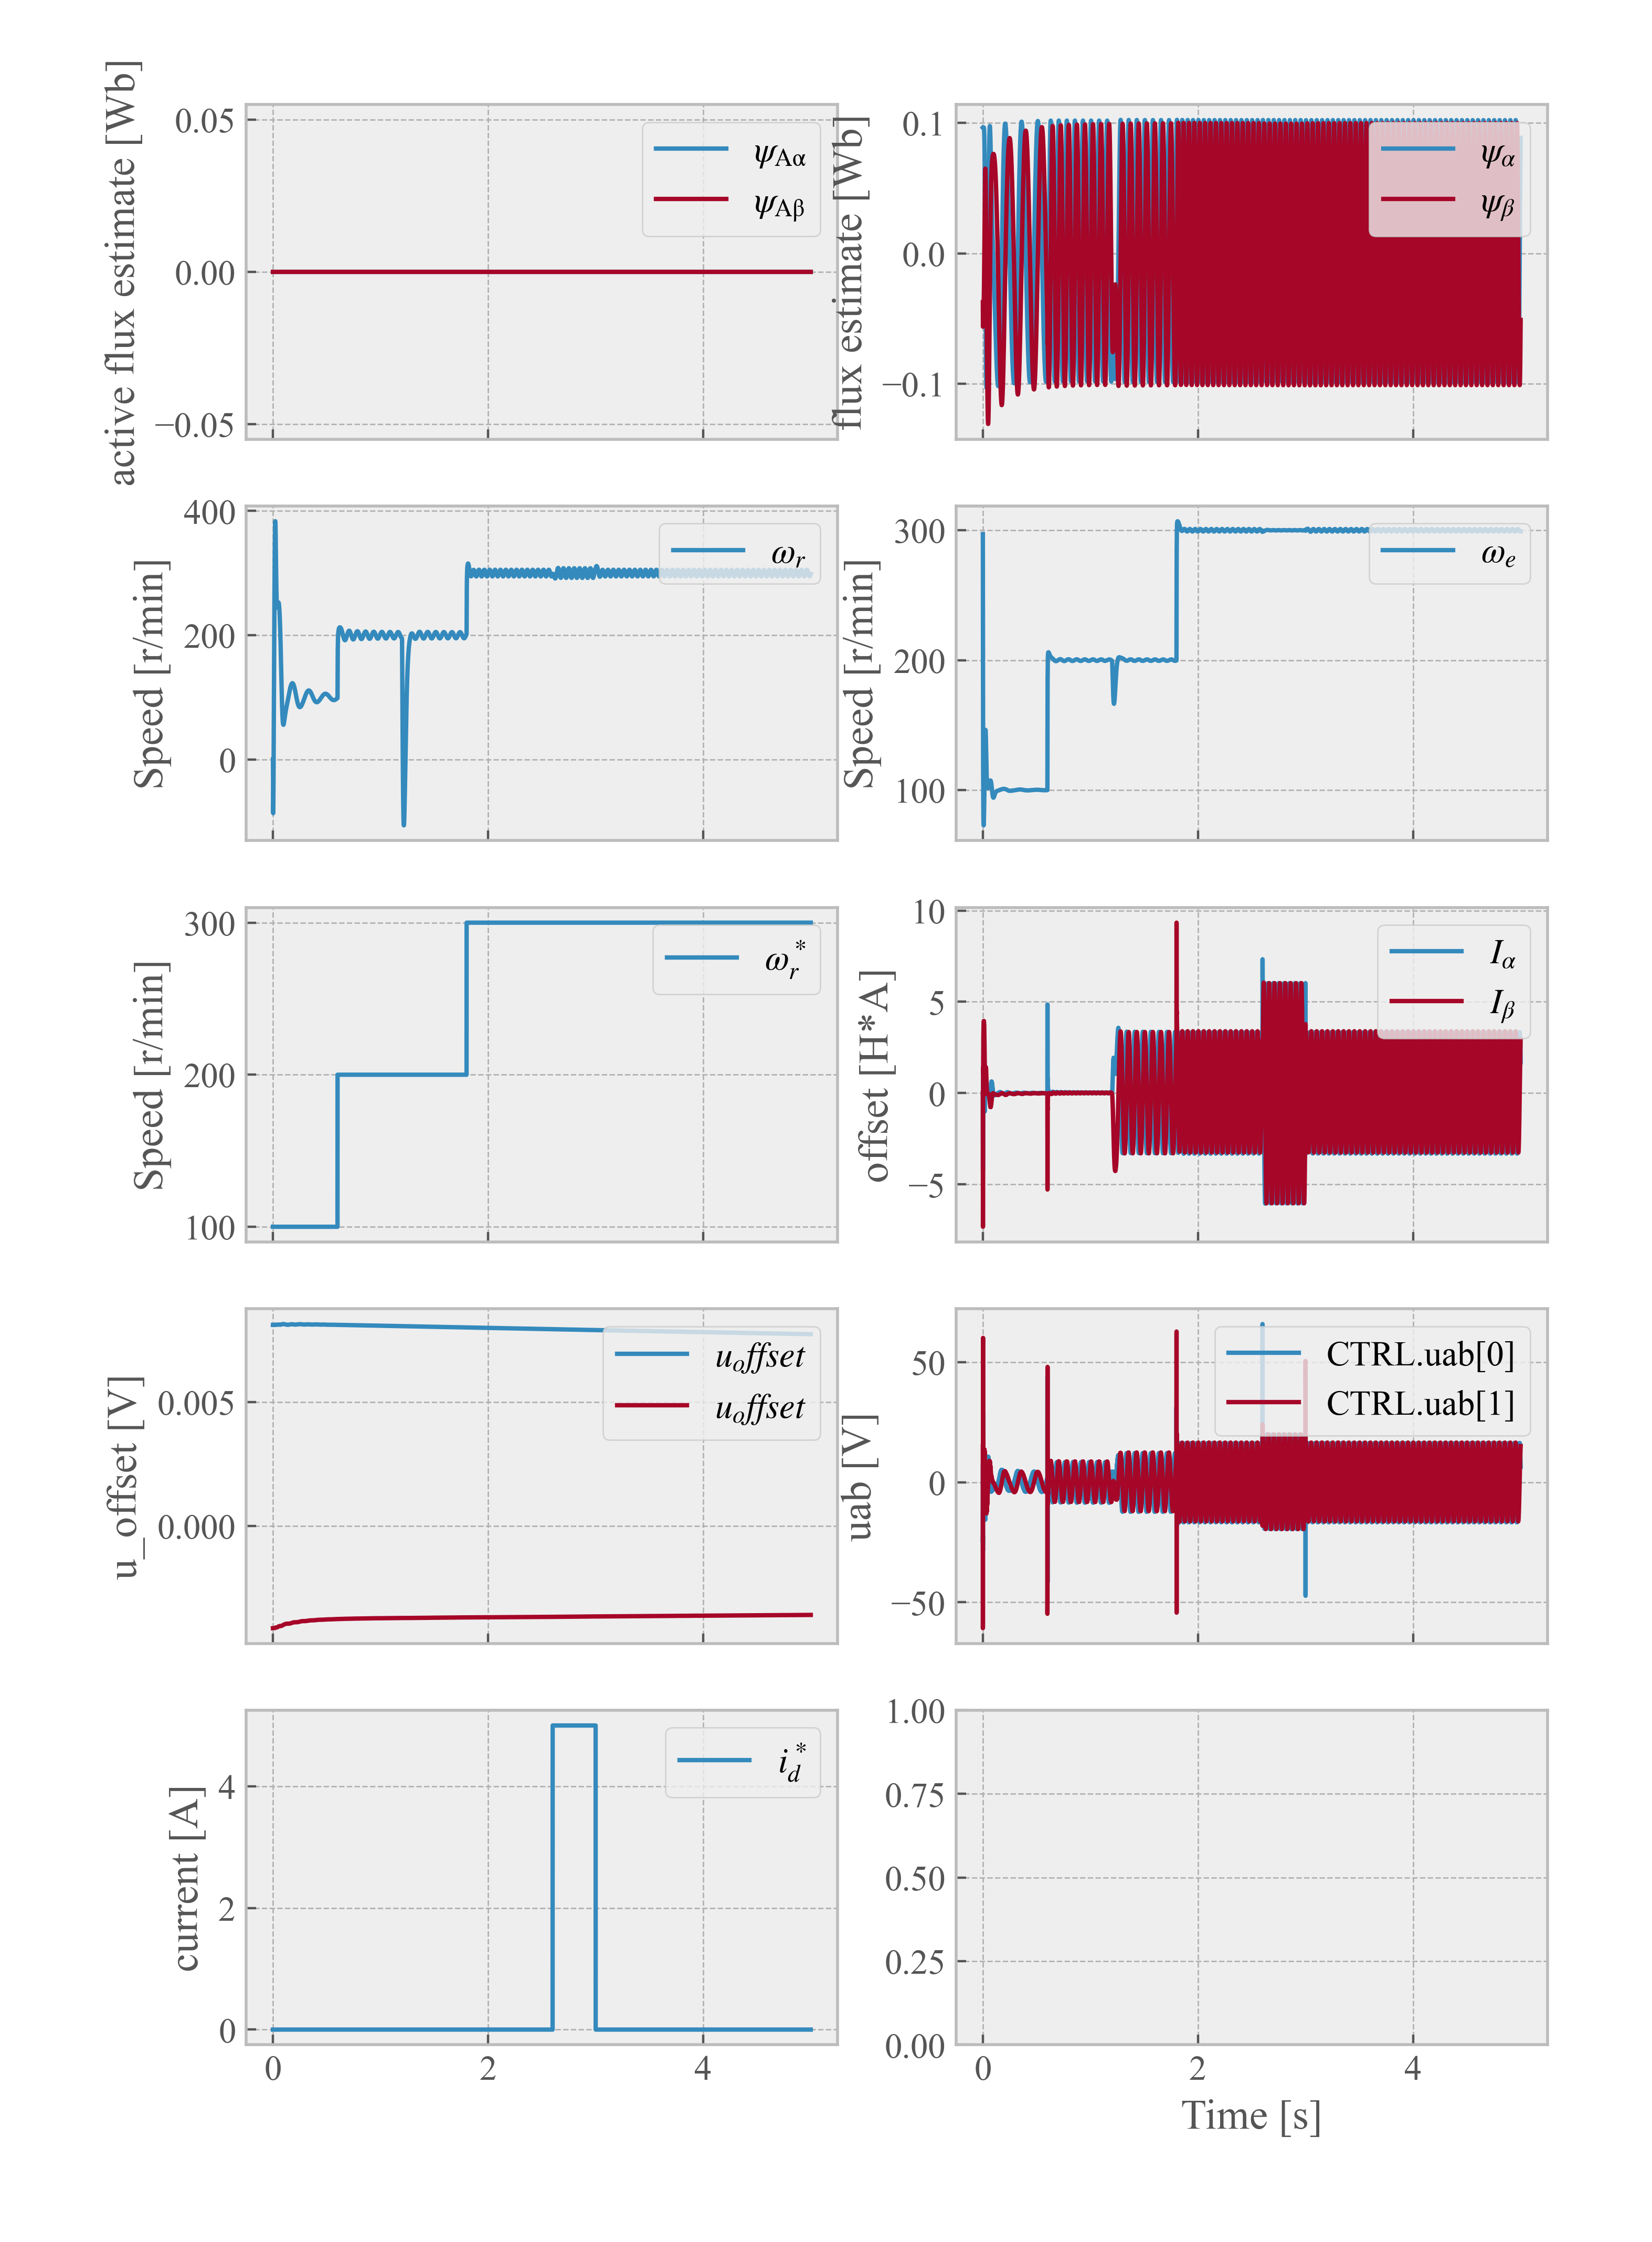 active flux estimate [Wb]
0.05
0.00
−0.05
ψAα
ψAβ
flux estimate [Wb]
0.1
0.0
−0.1
ψα
ψβ
Speed [r/min]
400
200
0
ωr
Speed [r/min]
300
200
100
ωe
Speed [r/min]
300
200
100
ωr*
offset [H*A]
10
5
0
−5
Iα
Iβ
u_offset [V]
0.005
0.000
uoffset
uoffset
uab [V]
50
0
−50
CTRL.uab[0]
CTRL.uab[1]
current [A]
4
2
0
id*
0 2 4
1.00
0.75
0.50
0.25
0.00
0 2 4
Time [s]